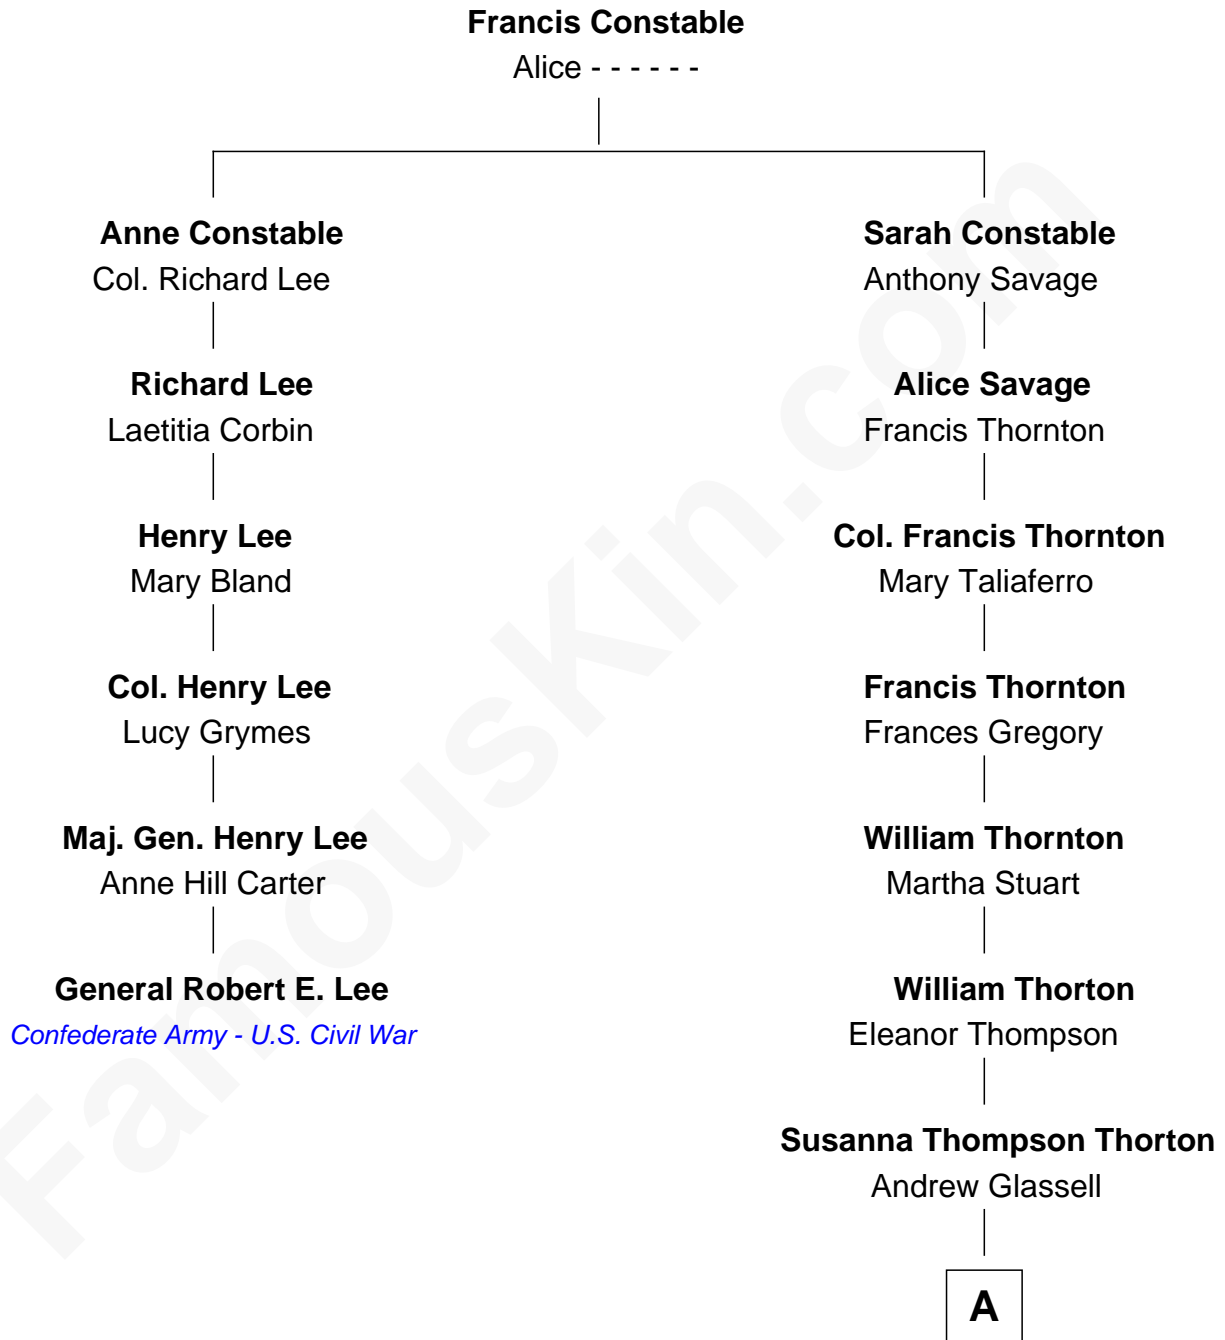 Francis Constable
Alice - - - - - -
Anne Constable
Col. Richard Lee
Sarah Constable
Anthony Savage
Richard Lee
Laetitia Corbin
Alice Savage
Francis Thornton
Henry Lee
Mary Bland
Col. Francis Thornton
Mary Taliaferro
Col. Henry Lee
Lucy Grymes
Francis Thornton
Frances Gregory
Maj. Gen. Henry Lee
Anne Hill Carter
William Thornton
Martha Stuart
General Robert E. Lee
Confederate Army - U.S. Civil War
William Thorton
Eleanor Thompson
Susanna Thompson Thorton
Andrew Glassell
A
FamousKin.com